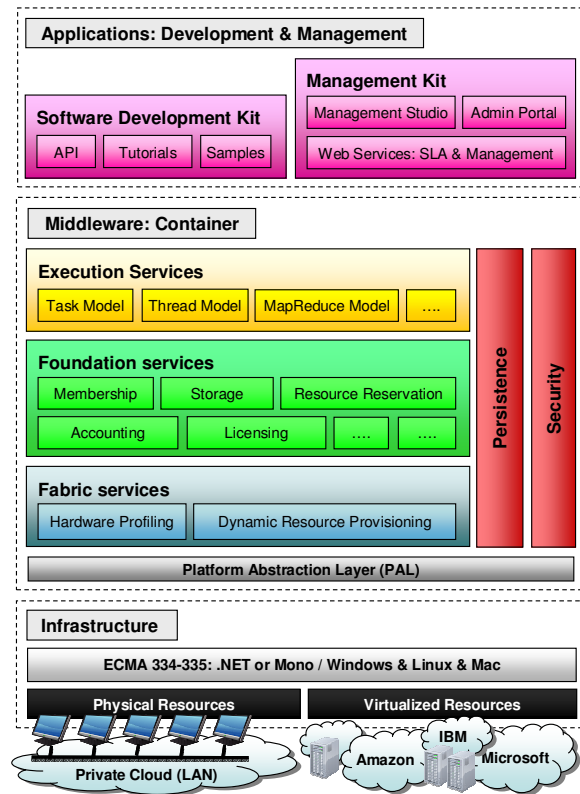 Applications: Development & Management
Management Kit
Management Studio
Admin Portal
Web Services: SLA & Management
Software Development Kit
API
Tutorials
Samples
Middleware: Container
Execution Services
Task Model
Thread Model
MapReduce Model
....
Foundation services
Membership
Storage
Resource Reservation
Accounting
Licensing
....
....
Fabric services
Hardware Profiling
Dynamic Resource Provisioning
Persistence
Security
Platform Abstraction Layer (PAL)
Infrastructure
ECMA 334-335: .NET or Mono / Windows & Linux & Mac
Physical Resources
Virtualized Resources
Private Cloud (LAN)
Amazon
IBM
Microsoft